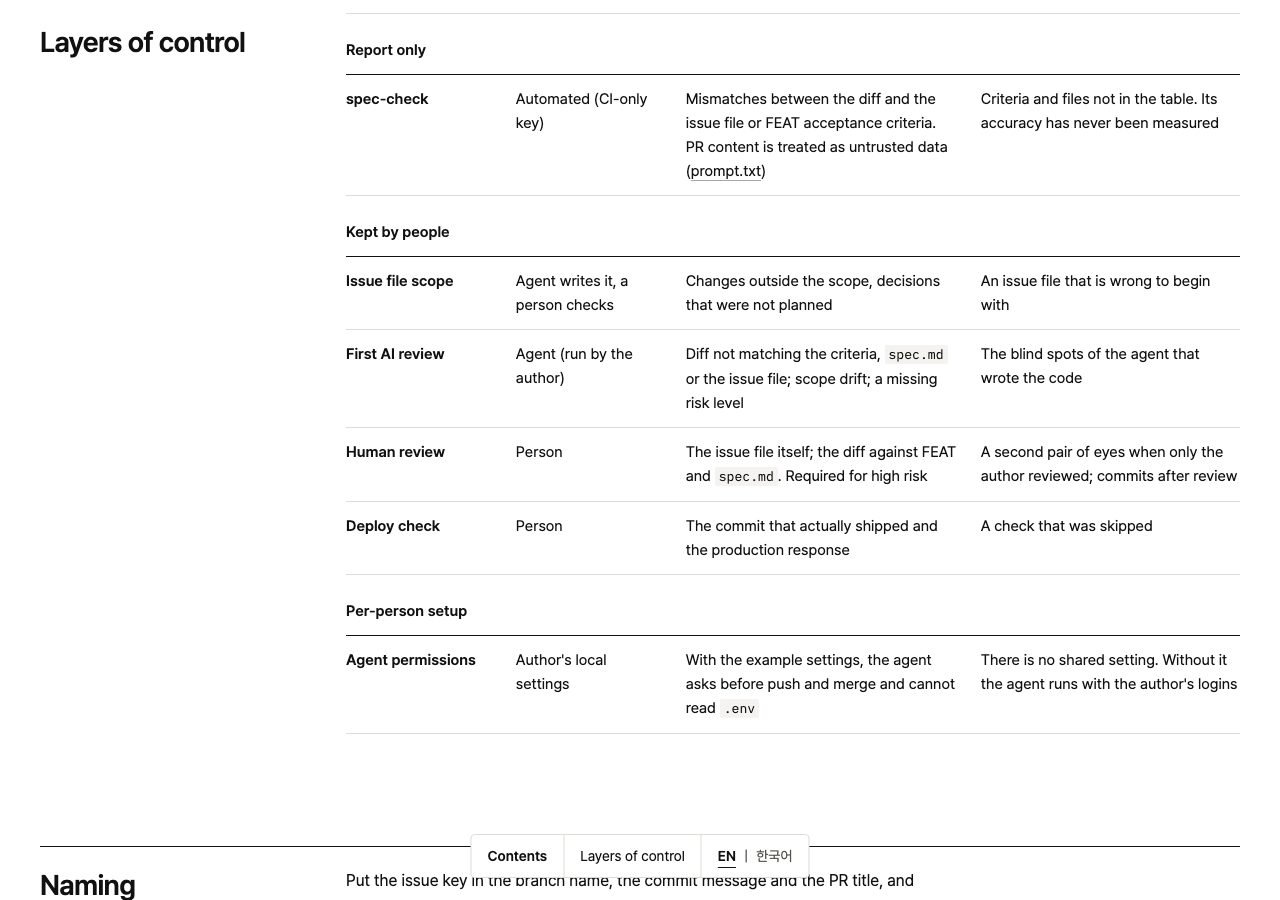 Layers of control
Report only
spec-check
Automated (CI-only
key)
Mismatches between the diff and the
issue file or FEAT acceptance criteria.
PR content is treated as untrusted data
(prompt.txt)
Criteria and files not in the table. Its
accuracy has never been measured
Kept by people
Issue file scope
Agent writes it, a
person checks
Changes outside the scope, decisions
that were not planned
An issue file that is wrong to begin
with
First AI review
Agent (run by the
author)
Diff not matching the criteria, spec.md
or the issue file; scope drift; a missing
risk level
The blind spots of the agent that
wrote the code
Human review
Person
The issue file itself; the diff against FEAT
and spec.md. Required for high risk
A second pair of eyes when only the
author reviewed; commits after review
Deploy check
Person
The commit that actually shipped and
the production response
A check that was skipped
Per-person setup
Agent permissions
Author's local
settings
With the example settings, the agent
asks before push and merge and cannot
read .env
There is no shared setting. Without it
the agent runs with the author's logins
Contents
Layers of control
EN | 한국어
Naming
Put the issue key in the branch name, the commit message and the PR title, and